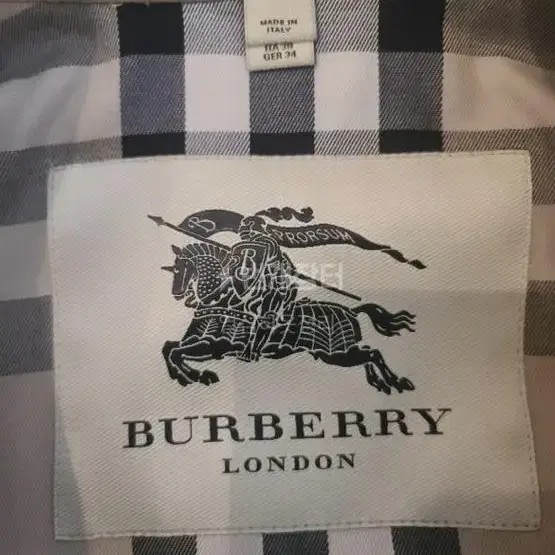 MADE IN
ITALY
ITA 38
GER 34
B
PRORSUM
B
BURBERRY
LONDON